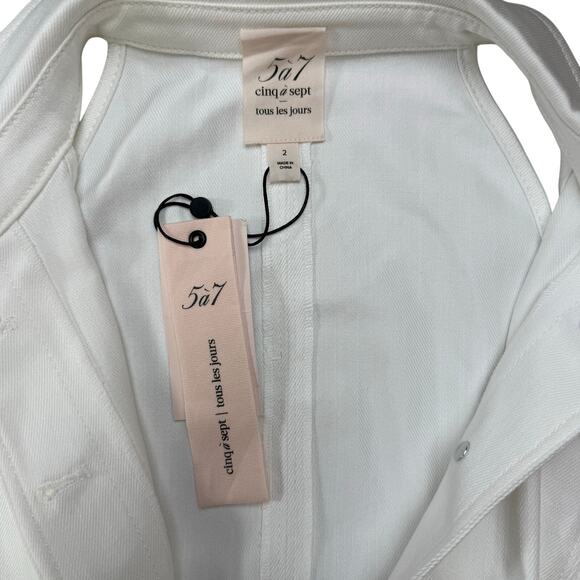 5à7
cinq à sept
tous les jours
2
MADE IN
CHINA
5à7
cinq à sept | tous les jours